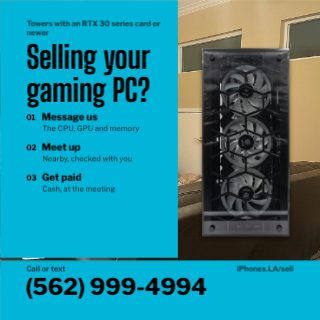 Towers with an RTX 30 series card or
newer
Selling your
gaming PC?
01 Message us
The CPU, GPU and memory
02 Meet up
Nearby, checked with you
03 Get paid
Cash, at the meeting
Call or text
iPhones.LA/sell
(562) 999-4994